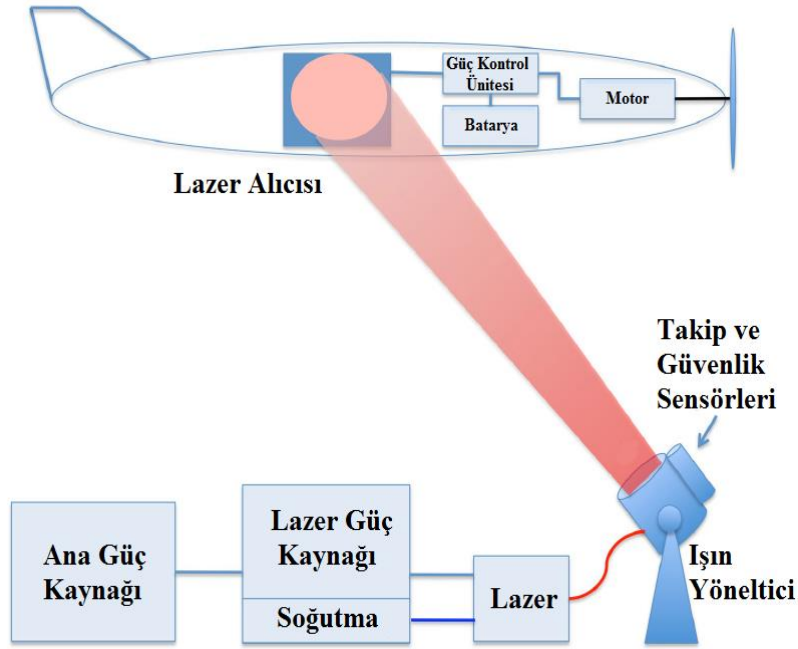 Güç Kontrol
Ünitesi
Motor
Batarya
Lazer Alıcısı
Takip ve
Güvenlik
Sensörleri
Ana Güç
Kaynağı
Lazer Güç
Kaynağı
Soğutma
Lazer
Işın
Yöneltici